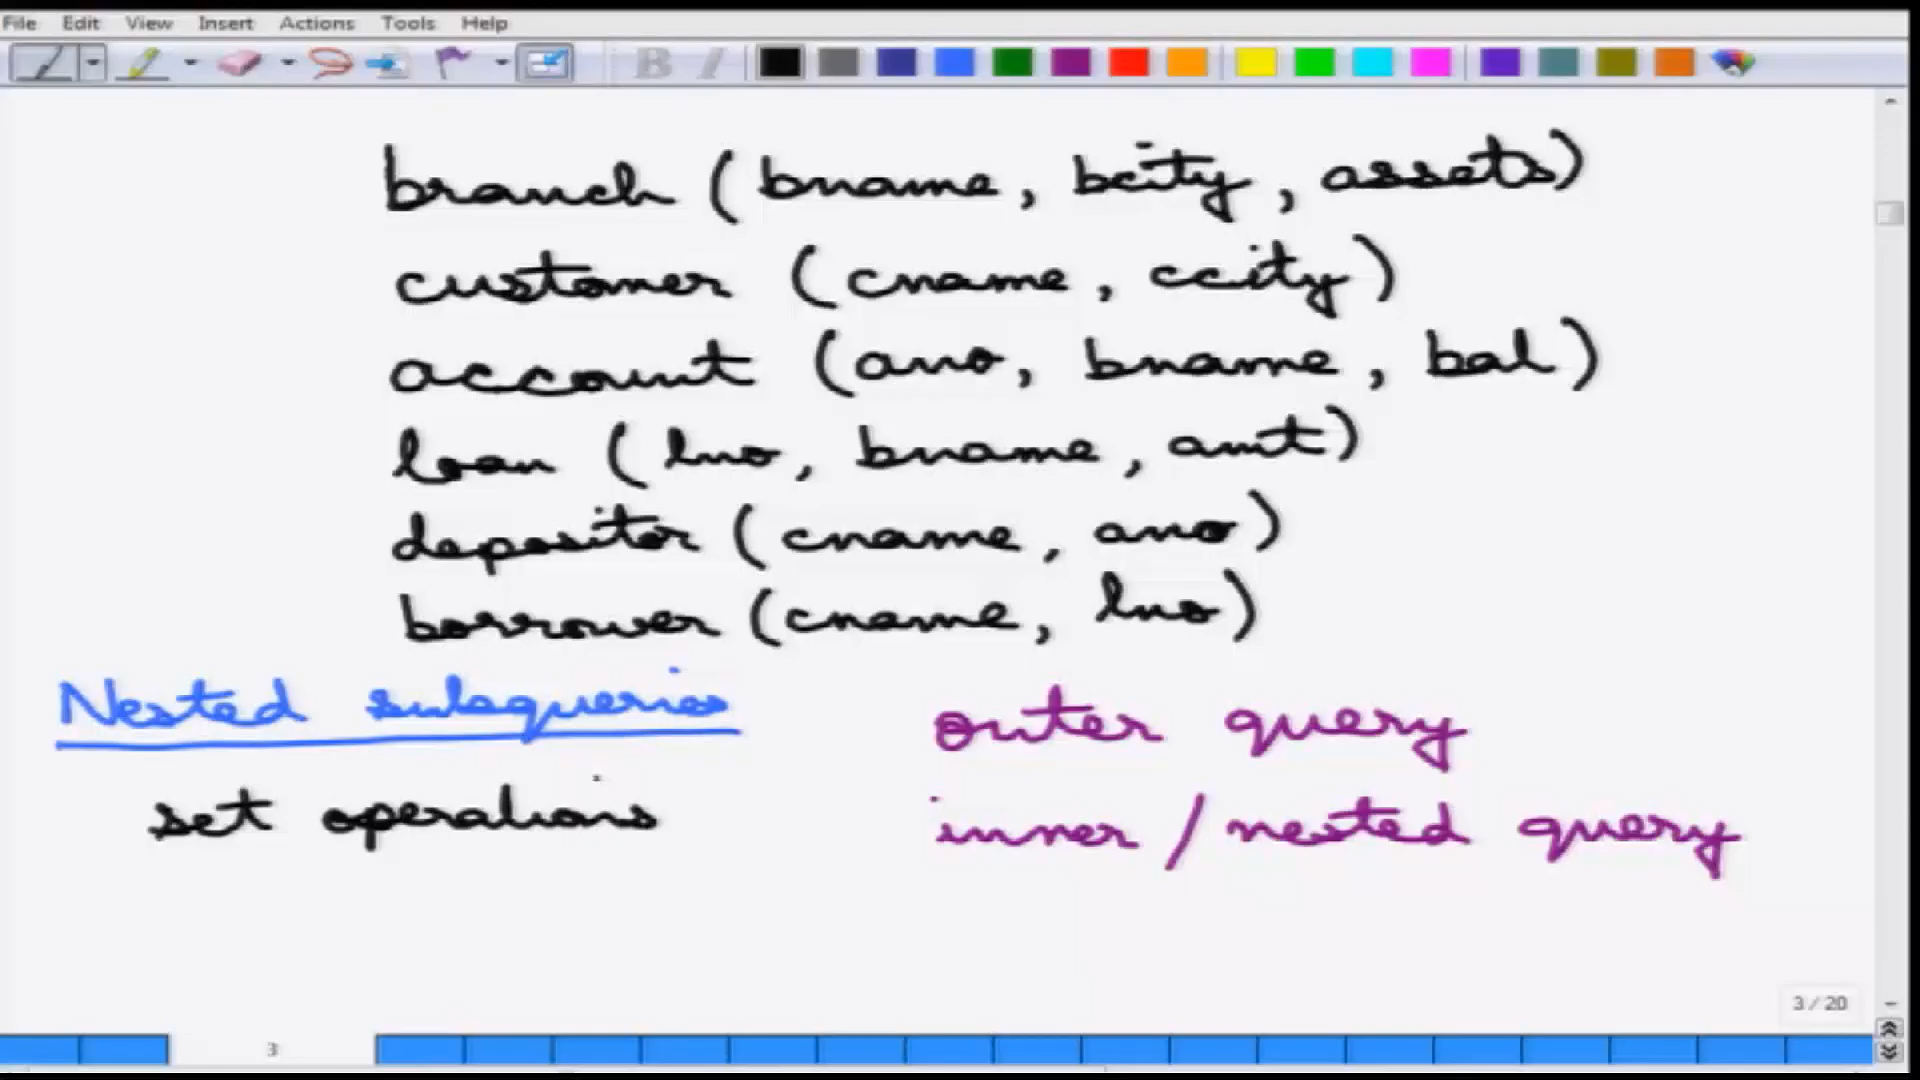 File Edit View Insert Actions Tools Help
B I
branch (bname, bcity, assets)
customer (cname, ccity)
account (ano, bname, bal)
loan (lno, bname, amt)
depositor (cname, ano)
borrower (cname, lno)
Nested subqueries
outer query
set operations
inner / nested query
3 / 20
3